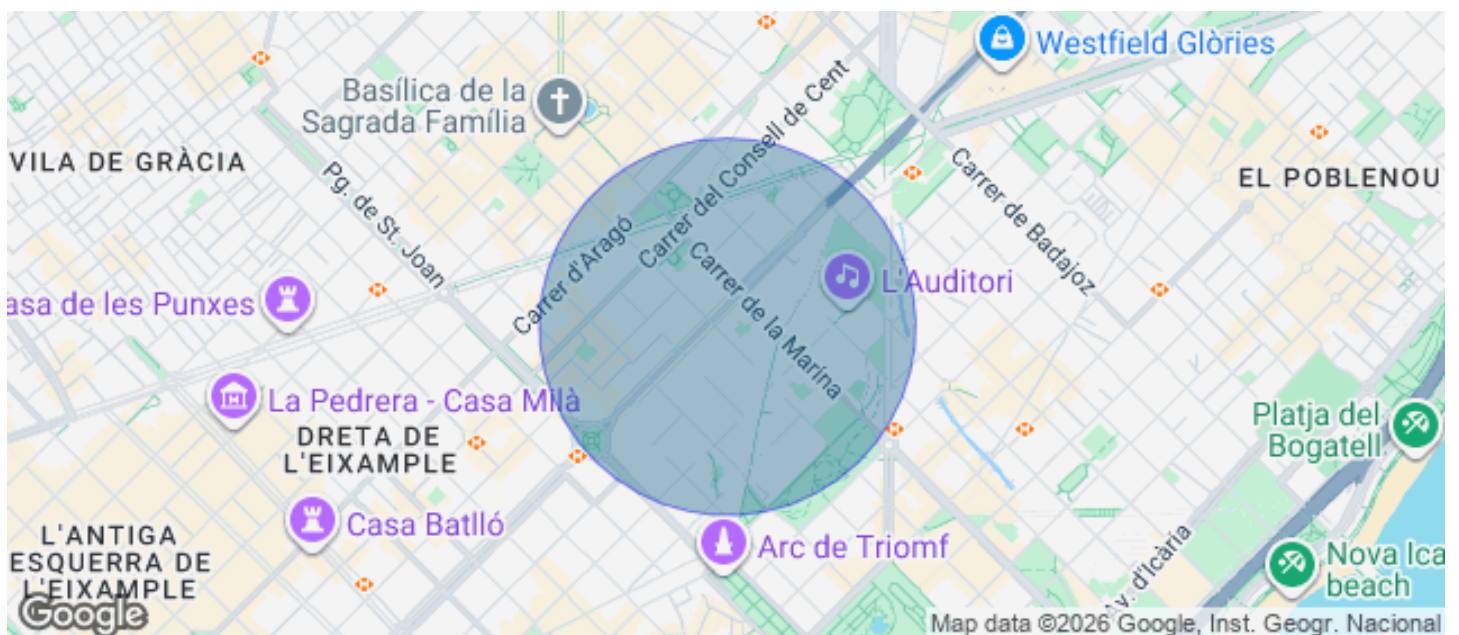 Westfield Glòries
Basílica de la
Sagrada Família
Carrer del Consell de Cent
VILA DE GRÀCIA
Pg. de St. Joan
Carrer de Badajoz
EL POBLENOU
Carrer d'Aragó
Carrer de la Marina
L'Auditori
asa de les Punxes
La Pedrera - Casa Milà
DRETA DE
L'EIXAMPLE
Platja del
Bogatell
Casa Batlló
L'ANTIGA
ESQUERRA DE
L'EIXAMPLE
Arc de Triomf
Av. d'Icària
Nova Ica
beach
Google
Map data ©2026 Google, Inst. Geogr. Nacional